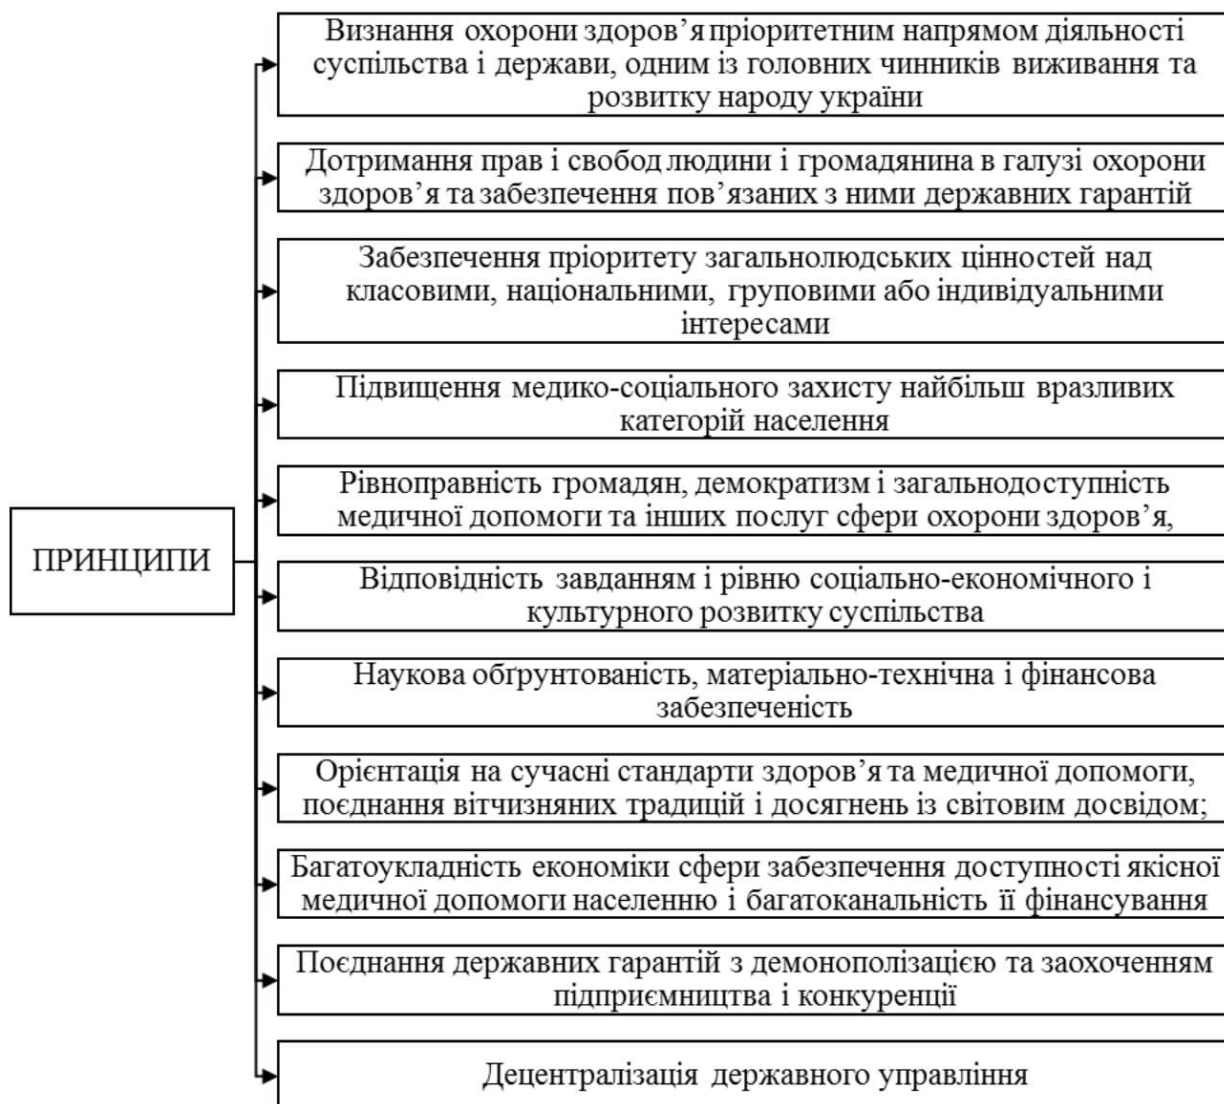 Визнання охорони здоров’я пріоритетним напрямом діяльності
суспільства і держави, одним із головних чинників виживання та
розвитку народу україни
Дотримання прав і свобод людини і громадянина в галузі охорони
здоров’я та забезпечення пов’язаних з ними державних гарантій
Забезпечення пріоритету загальнолюдських цінностей над
класовими, національними, груповими або індивідуальними
інтересами
Підвищення медико-соціального захисту найбільш вразливих
категорій населення
Рівноправність громадян, демократизм і загальнодоступність
медичної допомоги та інших послуг сфери охорони здоров’я,
ПРИНЦИПИ
Відповідність завданням і рівню соціально-економічного і
культурного розвитку суспільства
Наукова обґрунтованість, матеріально-технічна і фінансова
забезпеченість
Орієнтація на сучасні стандарти здоров’я та медичної допомоги,
поєднання вітчизняних традицій і досягнень із світовим досвідом;
Багатоукладність економіки сфери забезпечення доступності якісної
медичної допомоги населенню і багатоканальність її фінансування
Поєднання державних гарантій з демонополізацією та заохоченням
підприємництва і конкуренції
Децентралізація державного управління